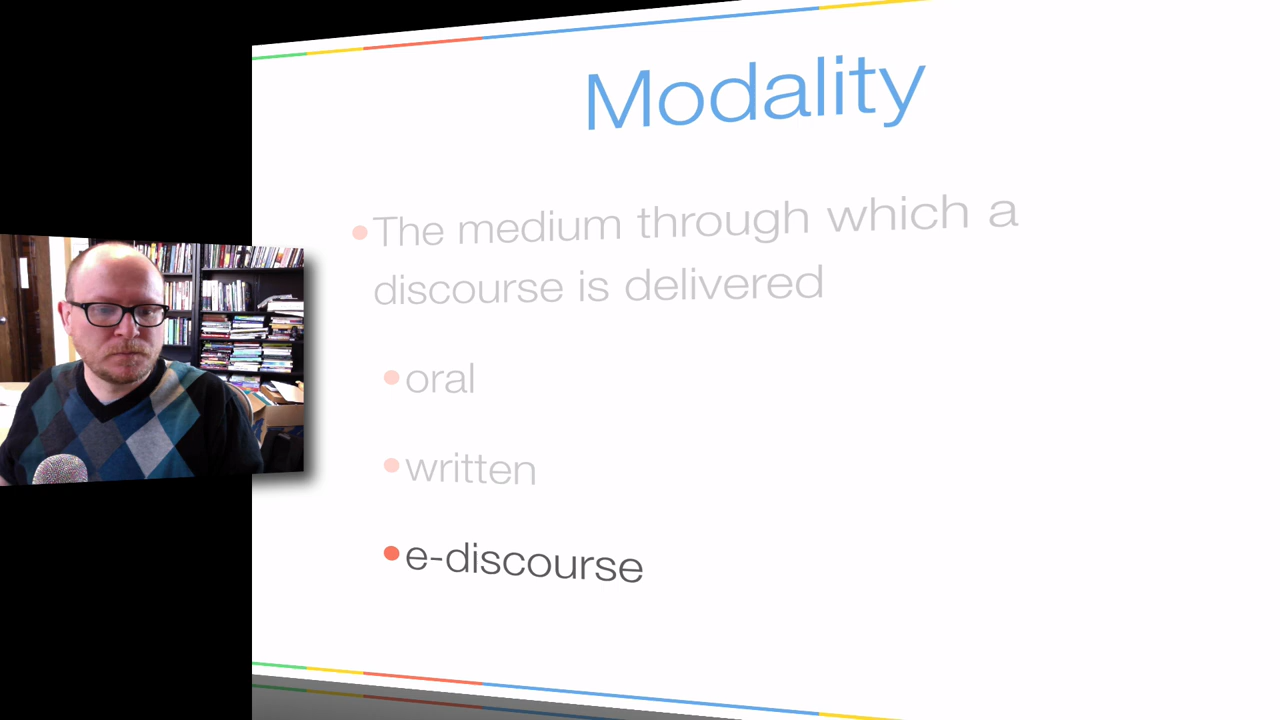 Modality
The medium through which a
discourse is delivered
oral
written
e-discourse